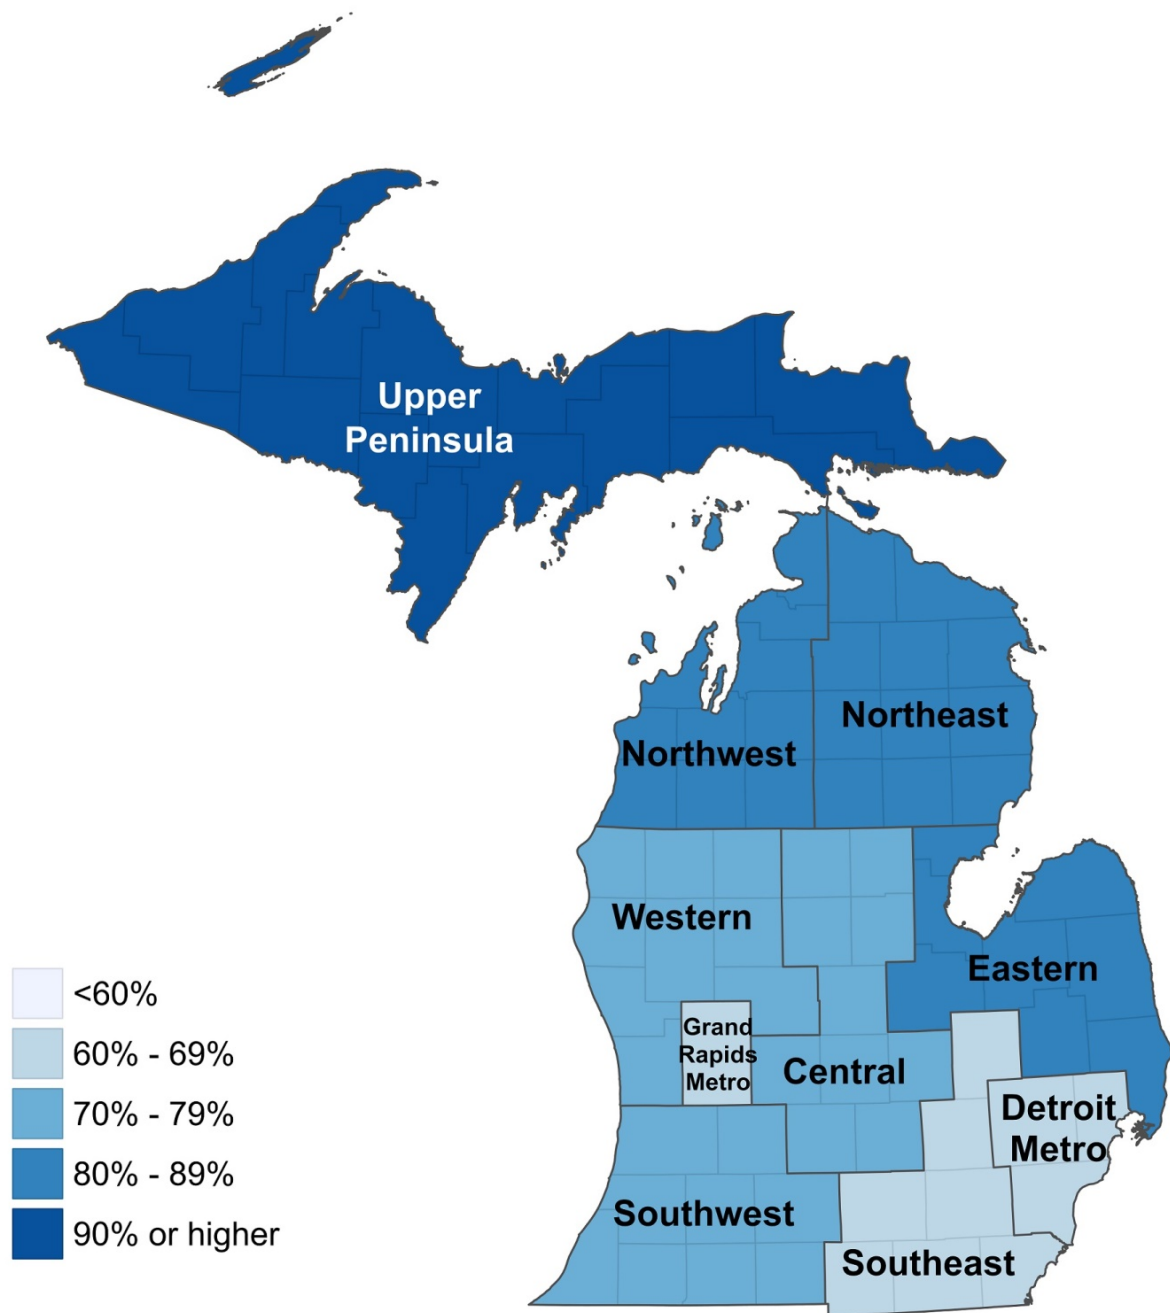 Upper
Peninsula
Northeast
Northwest
Western
Eastern
Grand
Rapids
Metro
Central
Detroit
Metro
Southwest
Southeast
<60%
60% - 69%
70% - 79%
80% - 89%
90% or higher